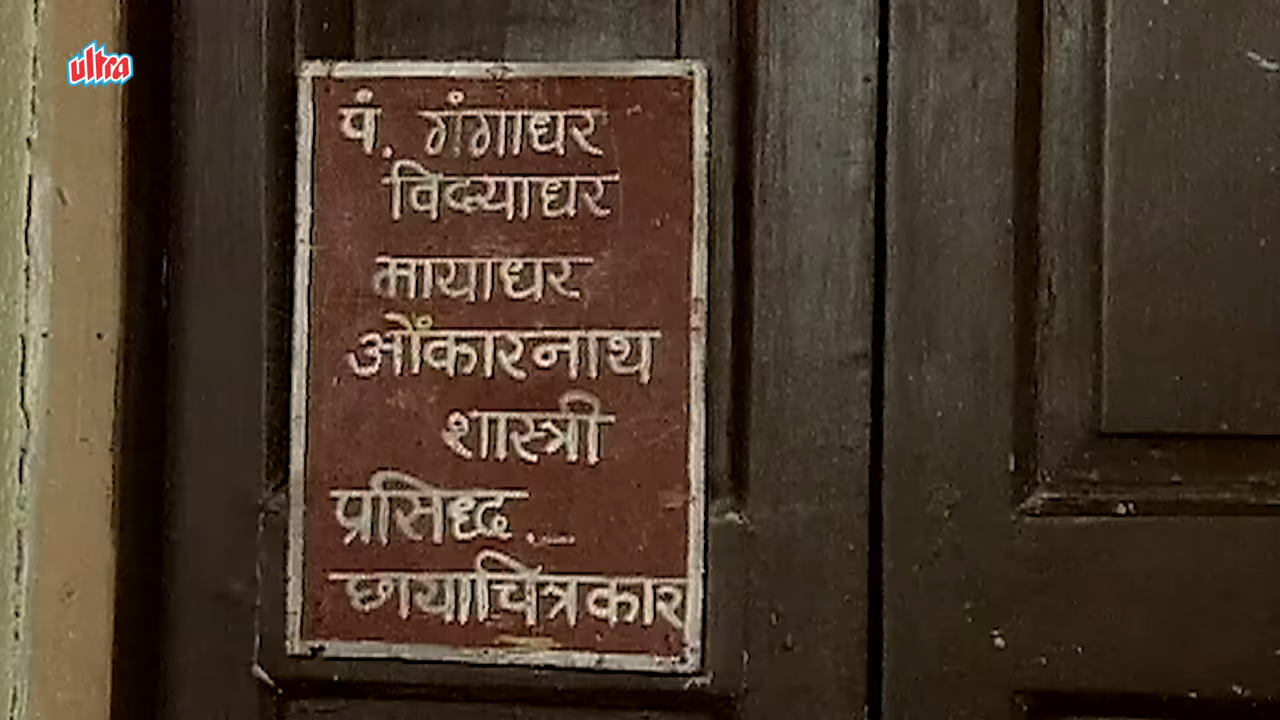 ultra
पं. गंगाधर
विद्याधर
मायाधर
ओंकारनाथ
शास्त्री
प्रसिद्ध....
छायाचित्रकार